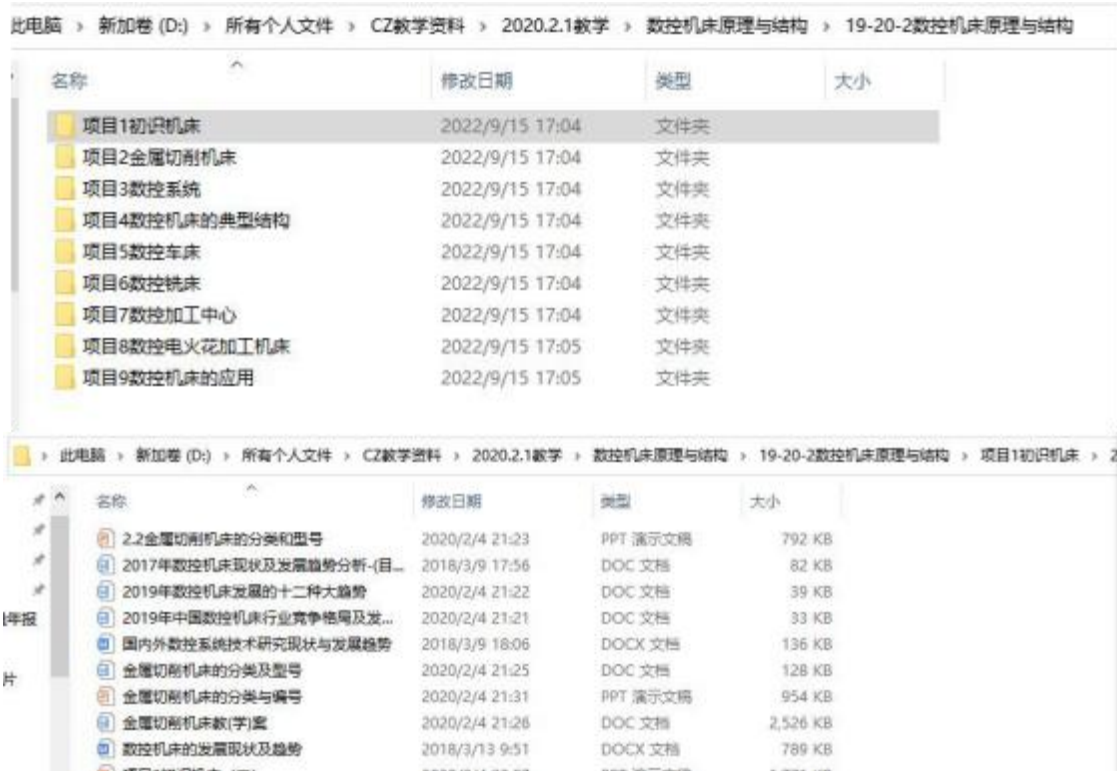 此电脑 › 新加卷 (D:) › 所有个人文件 › CZ教学资料 › 2020.2.1教学 › 数控机床原理与结构 › 19-20-2数控机床原理与结构
名称 修改日期 类型 大小
项目1初识机床 2022/9/15 17:04 文件夹
项目2金属切削机床 2022/9/15 17:04 文件夹
项目3数控系统 2022/9/15 17:04 文件夹
项目4数控机床的典型结构 2022/9/15 17:04 文件夹
项目5数控车床 2022/9/15 17:04 文件夹
项目6数控铣床 2022/9/15 17:04 文件夹
项目7数控加工中心 2022/9/15 17:04 文件夹
项目8数控电火花加工机床 2022/9/15 17:05 文件夹
项目9数控机床的应用 2022/9/15 17:05 文件夹
› 此电脑 › 新加卷 (D:) › 所有个人文件 › CZ教学资料 › 2020.2.1教学 › 数控机床原理与结构 › 19-20-2数控机床原理与结构 › 项目1初识机床 › 2
名称 修改日期 类型 大小
2.2金属切削机床的分类和型号 2020/2/4 21:23 PPT 演示文稿 792 KB
2017年数控机床现状及发展趋势分析-(目... 2018/3/9 17:56 DOC 文档 82 KB
2019年数控机床发展的十二种大趋势 2020/2/4 21:22 DOC 文档 39 KB
年报 2019年中国数控机床行业竞争格局及发... 2020/2/4 21:21 DOC 文档 33 KB
国内外数控系统技术研究现状与发展趋势 2018/3/9 18:06 DOCX 文档 136 KB
片 金属切削机床的分类及型号 2020/2/4 21:25 DOC 文档 128 KB
金属切削机床的分类与编号 2020/2/4 21:31 PPT 演示文稿 954 KB
金属切削机床教(学)案 2020/2/4 21:26 DOC 文档 2,526 KB
数控机床的发展现状及趋势 2018/3/13 9:51 DOCX 文档 789 KB